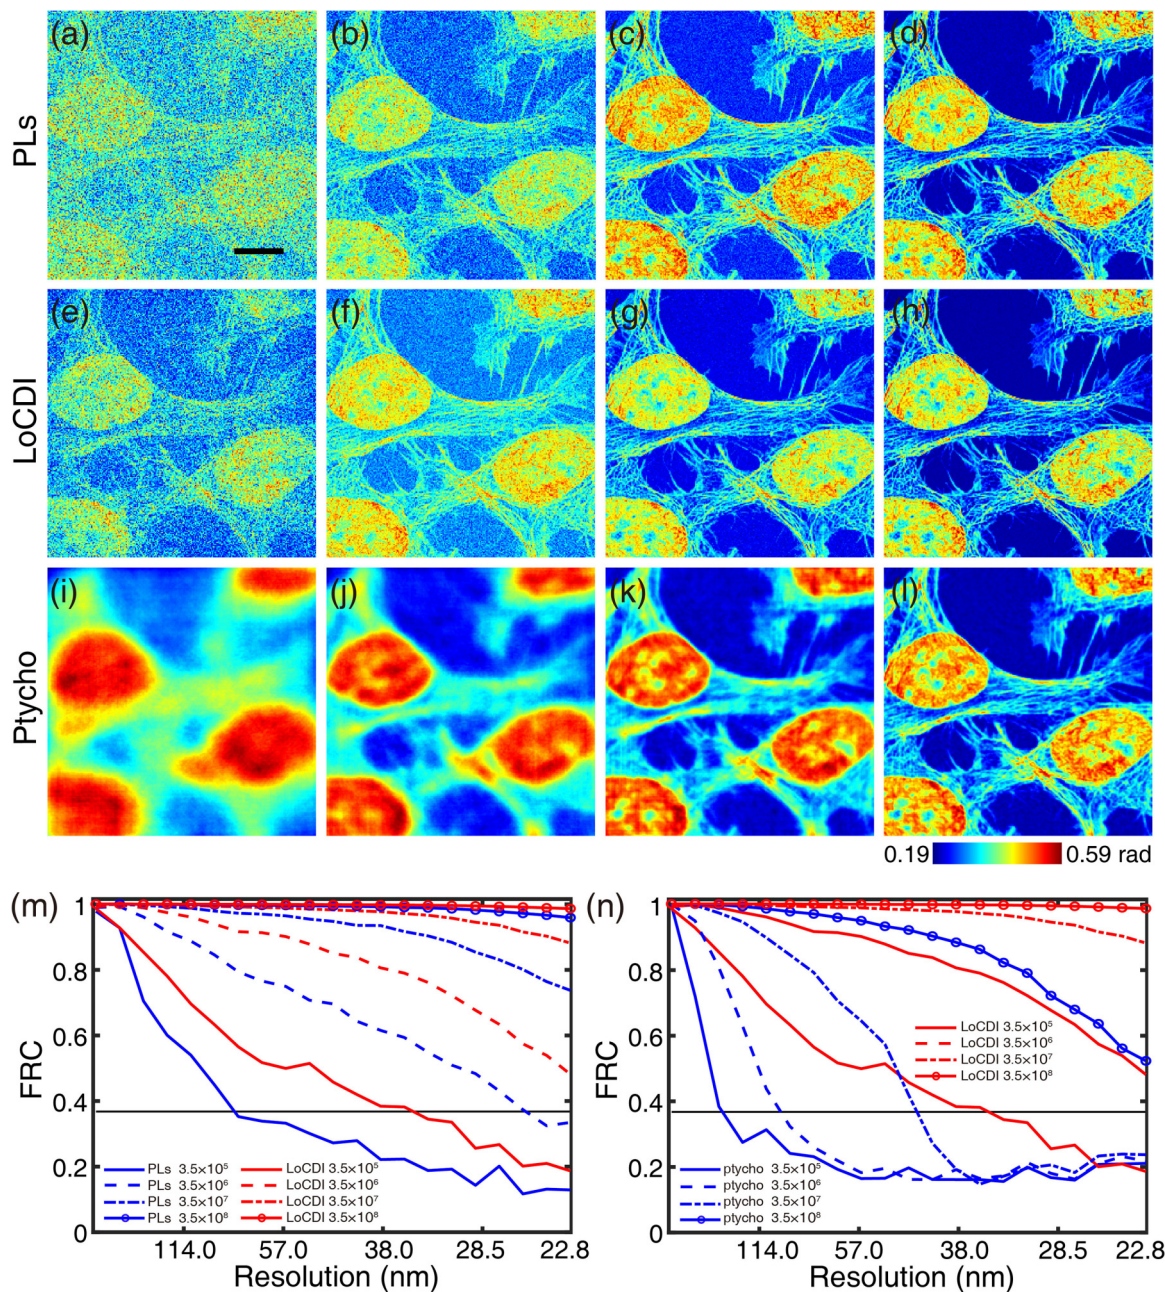 (a) (b) (c) (d)
PLs
(e) (f) (g) (h)
LoCDI
(i) (j) (k) (l)
Ptycho
0.19 0.59 rad
(m)
1
0.8
0.6
0.4
0.2
0
FRC
PLs 3.5×10⁵
PLs 3.5×10⁶
PLs 3.5×10⁷
PLs 3.5×10⁸
LoCDI 3.5×10⁵
LoCDI 3.5×10⁶
LoCDI 3.5×10⁷
LoCDI 3.5×10⁸
114.0 57.0 38.0 28.5 22.8
Resolution (nm)
(n)
1
0.8
0.6
0.4
0.2
0
FRC
LoCDI 3.5×10⁵
LoCDI 3.5×10⁶
LoCDI 3.5×10⁷
LoCDI 3.5×10⁸
ptycho 3.5×10⁵
ptycho 3.5×10⁶
ptycho 3.5×10⁷
ptycho 3.5×10⁸
114.0 57.0 38.0 28.5 22.8
Resolution (nm)